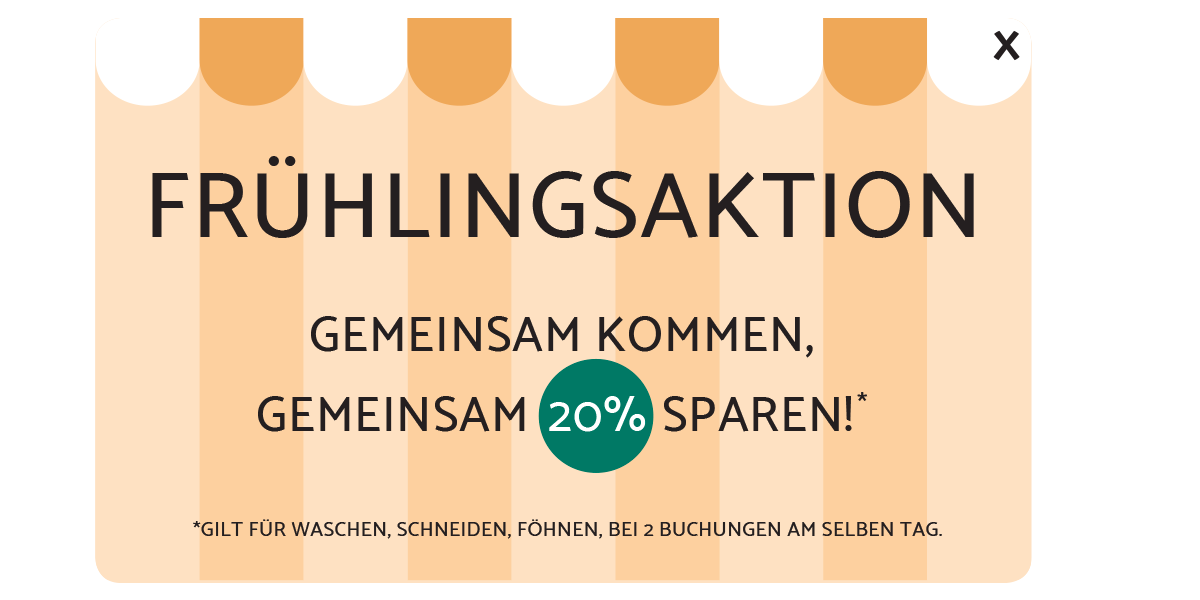 X
FRÜHLINGSAKTION
GEMEINSAM KOMMEN,
GEMEINSAM 20% SPAREN!*
*GILT FÜR WASCHEN, SCHNEIDEN, FÖHNEN, BEI 2 BUCHUNGEN AM SELBEN TAG.